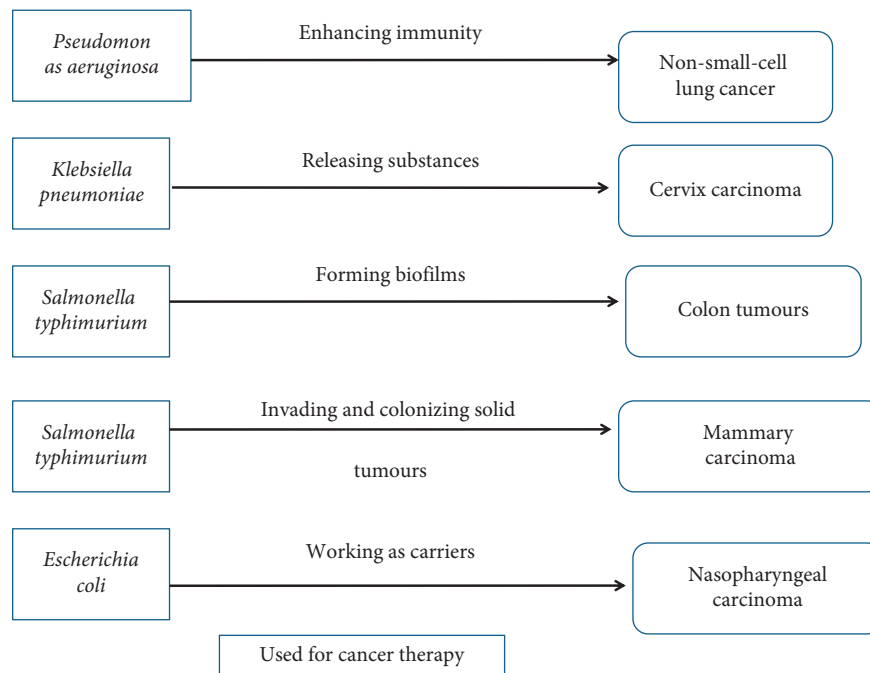 Pseudomon
as aeruginosa
Enhancing immunity
Non-small-cell
lung cancer
Klebsiella
pneumoniae
Releasing substances
Cervix carcinoma
Salmonella
typhimurium
Forming biofilms
Colon tumours
Salmonella
typhimurium
Invading and colonizing solid
tumours
Mammary
carcinoma
Escherichia
coli
Working as carriers
Nasopharyngeal
carcinoma
Used for cancer therapy